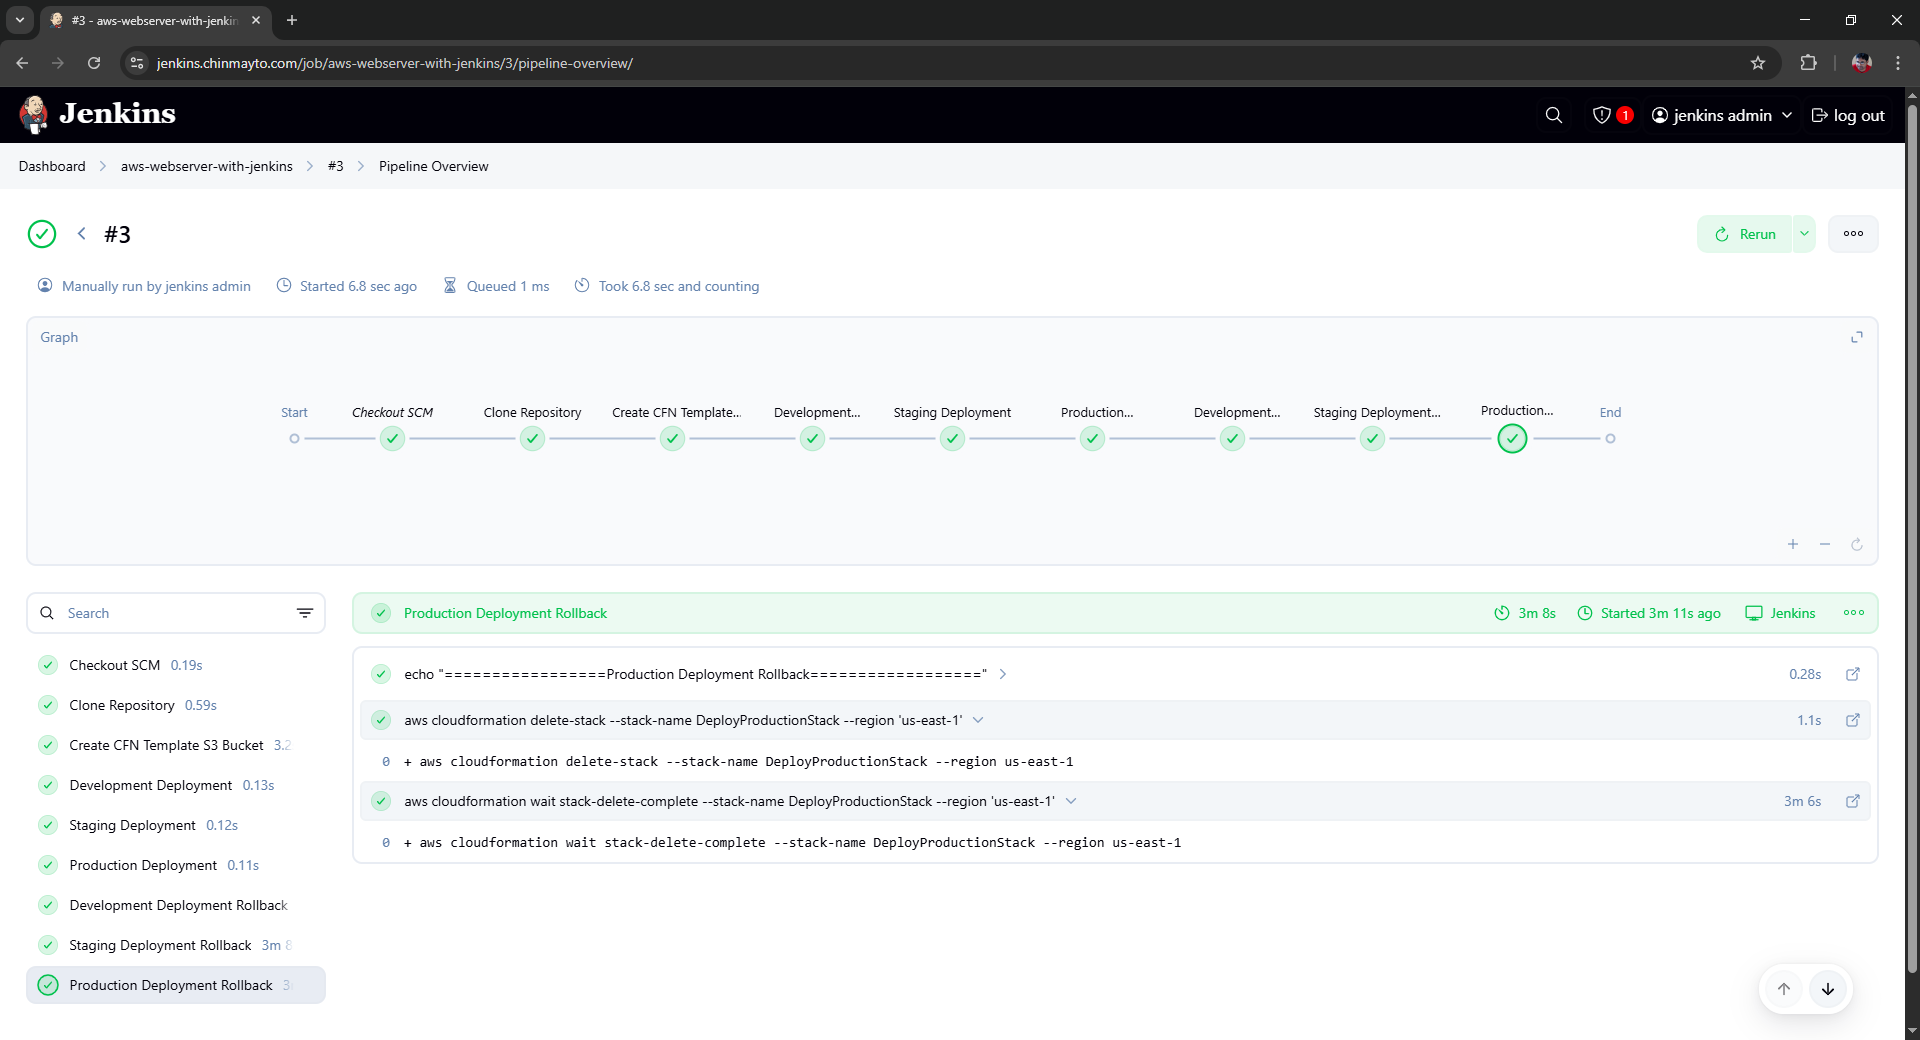 #3 - aws-webserver-with-jenkin
jenkins.chinmayto.com/job/aws-webserver-with-jenkins/3/pipeline-overview/
Jenkins
1
jenkins admin
log out
Dashboard
aws-webserver-with-jenkins
#3
Pipeline Overview
#3
Rerun
Manually run by jenkins admin
Started 6.8 sec ago
Queued 1 ms
Took 6.8 sec and counting
Graph
Start
Checkout SCM
Clone Repository
Create CFN Template...
Development...
Staging Deployment
Production...
Development...
Staging Deployment...
Production...
End
Search
Checkout SCM 0.19s
Clone Repository 0.59s
Create CFN Template S3 Bucket 3.2
Development Deployment 0.13s
Staging Deployment 0.12s
Production Deployment 0.11s
Development Deployment Rollback
Staging Deployment Rollback 3m 8
Production Deployment Rollback 3
Production Deployment Rollback
3m 8s
Started 3m 11s ago
Jenkins
echo "=================Production Deployment Rollback=================="
0.28s
aws cloudformation delete-stack --stack-name DeployProductionStack --region 'us-east-1'
1.1s
0 + aws cloudformation delete-stack --stack-name DeployProductionStack --region us-east-1
aws cloudformation wait stack-delete-complete --stack-name DeployProductionStack --region 'us-east-1'
3m 6s
0 + aws cloudformation wait stack-delete-complete --stack-name DeployProductionStack --region us-east-1